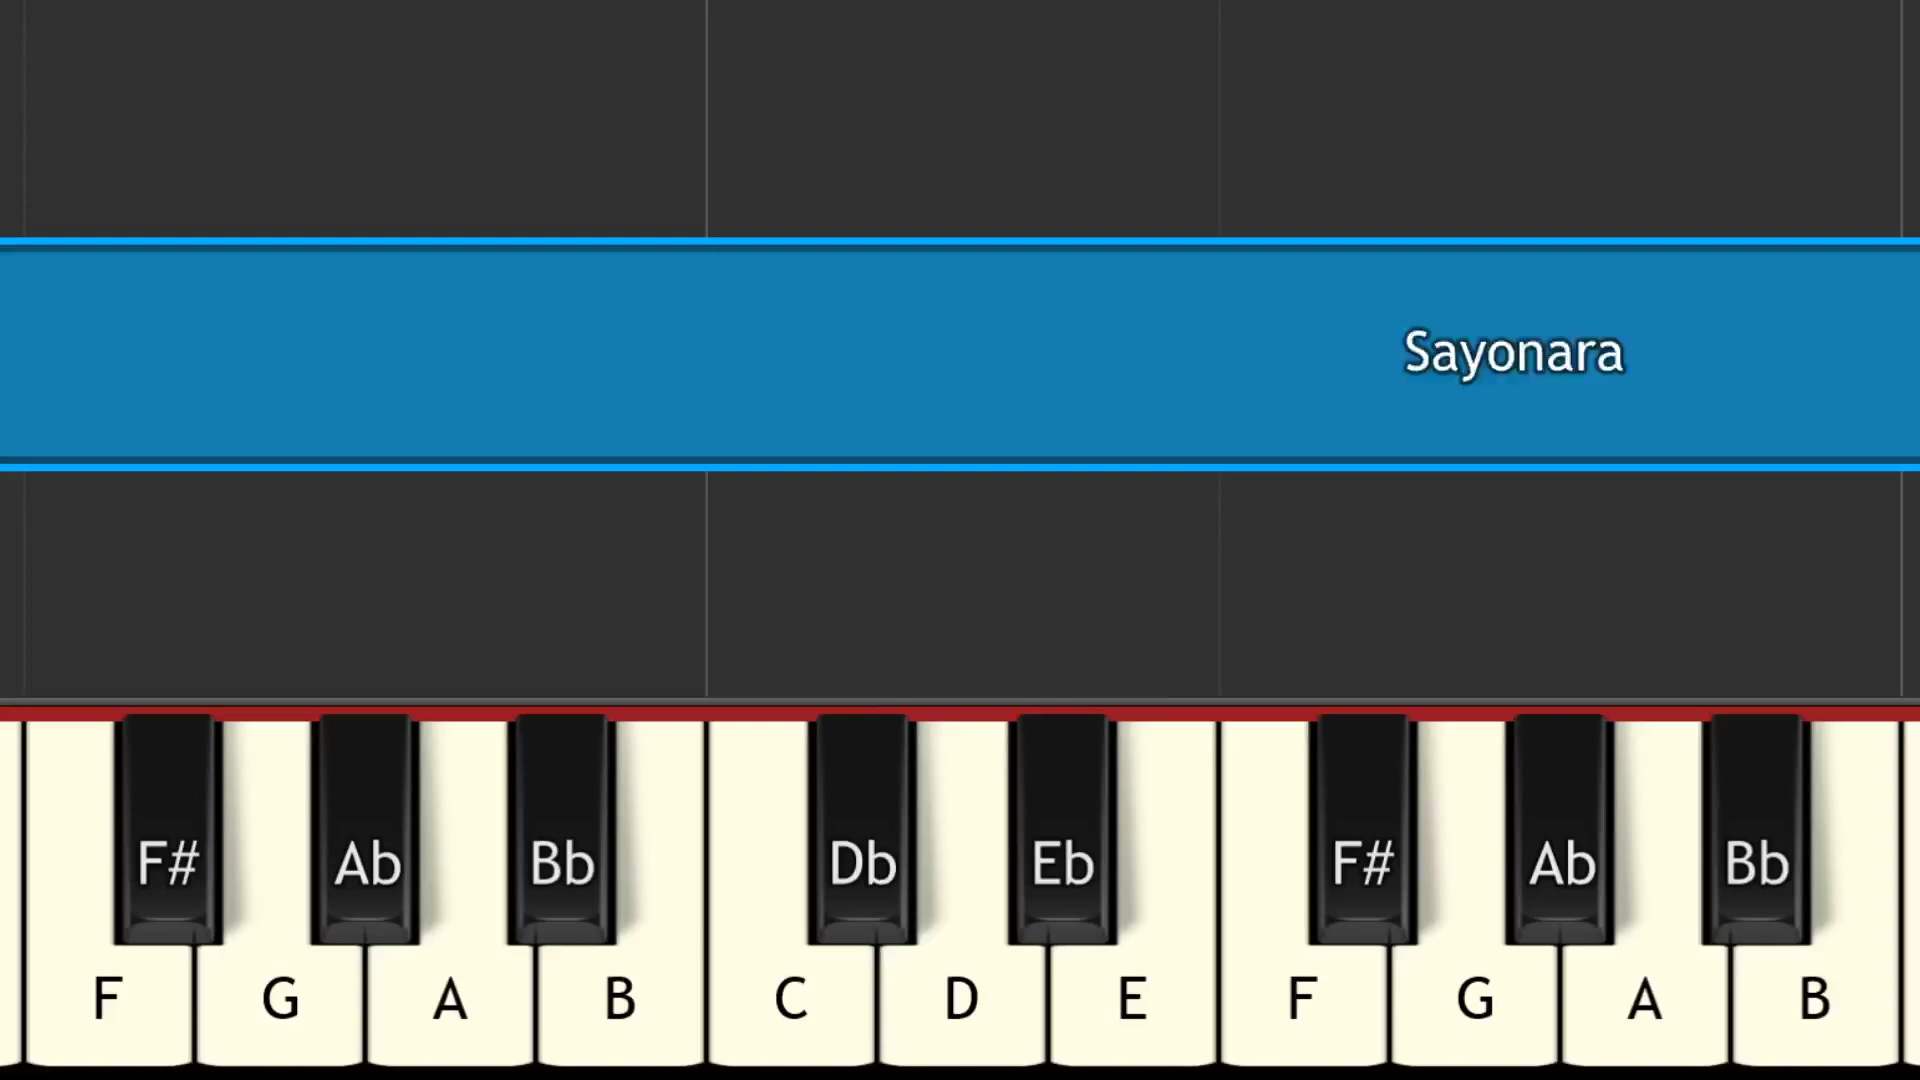 Sayonara
F# Ab Bb Db Eb F# Ab Bb
F G A B C D E F G A B